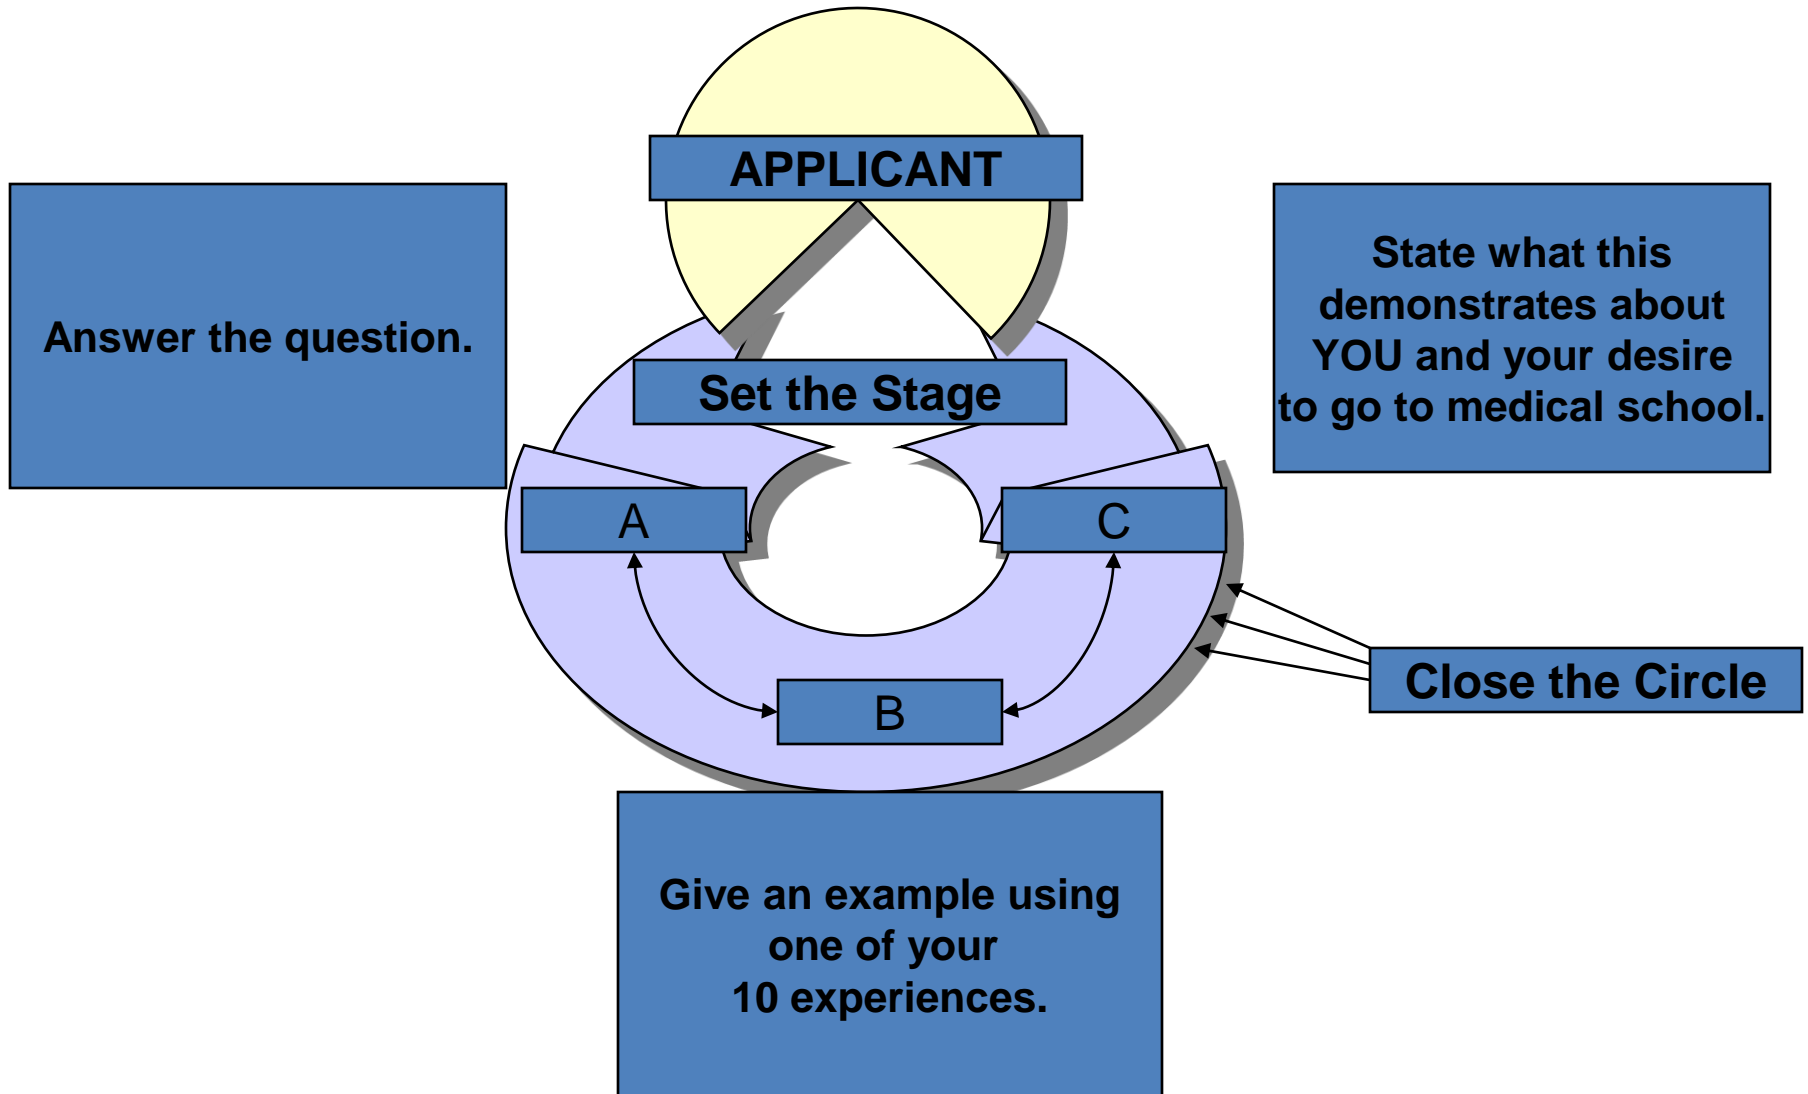 APPLICANT
Answer the question.
State what this
demonstrates about
YOU and your desire
to go to medical school.
Set the Stage
A
C
B
Close the Circle
Give an example using
one of your
10 experiences.